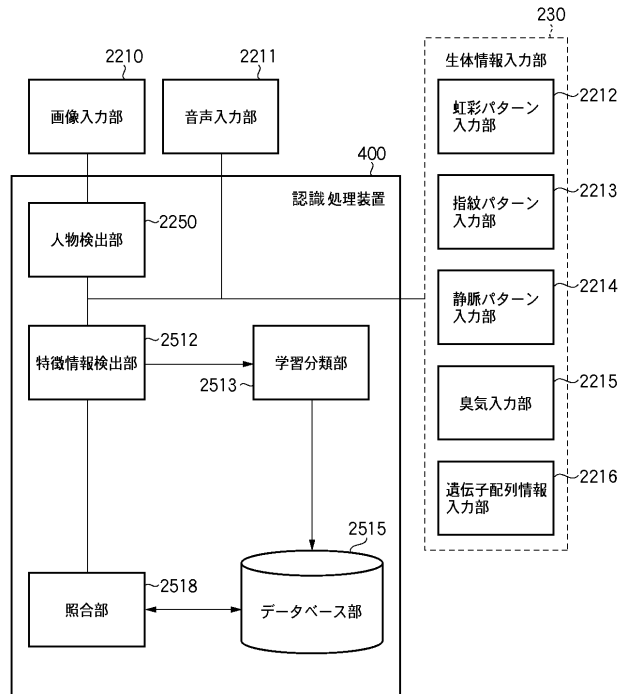 230
2210
2211
生体情報入力部
画像入力部
音声入力部
虹彩パターン
入力部
2212
400
認識処理装置
指紋パターン
入力部
2213
人物検出部
2250
静脈パターン
入力部
2214
特徴情報検出部
2512
学習分類部
2513
臭気入力部
2215
遺伝子配列情報
入力部
2216
2515
照合部
2518
データベース部